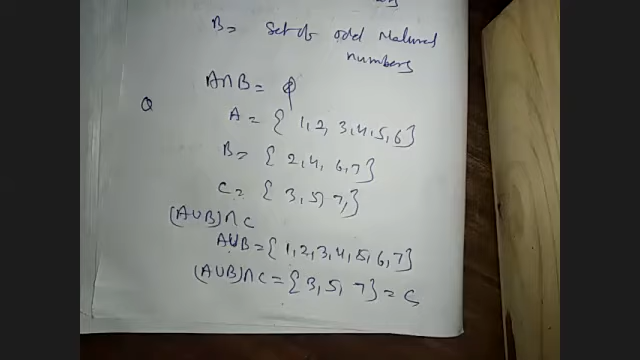 B = Set of odd Natural
numbers
A∩B = ϕ
Q
A = { 1, 2, 3, 4, 5, 6}
B = { 2, 4, 6, 7}
C = { 3, 5, 7, }
(A∪B)∩C
A∪B = { 1, 2, 3, 4, 5, 6, 7}
(A∪B)∩C = { 3, 5, 7 } = C